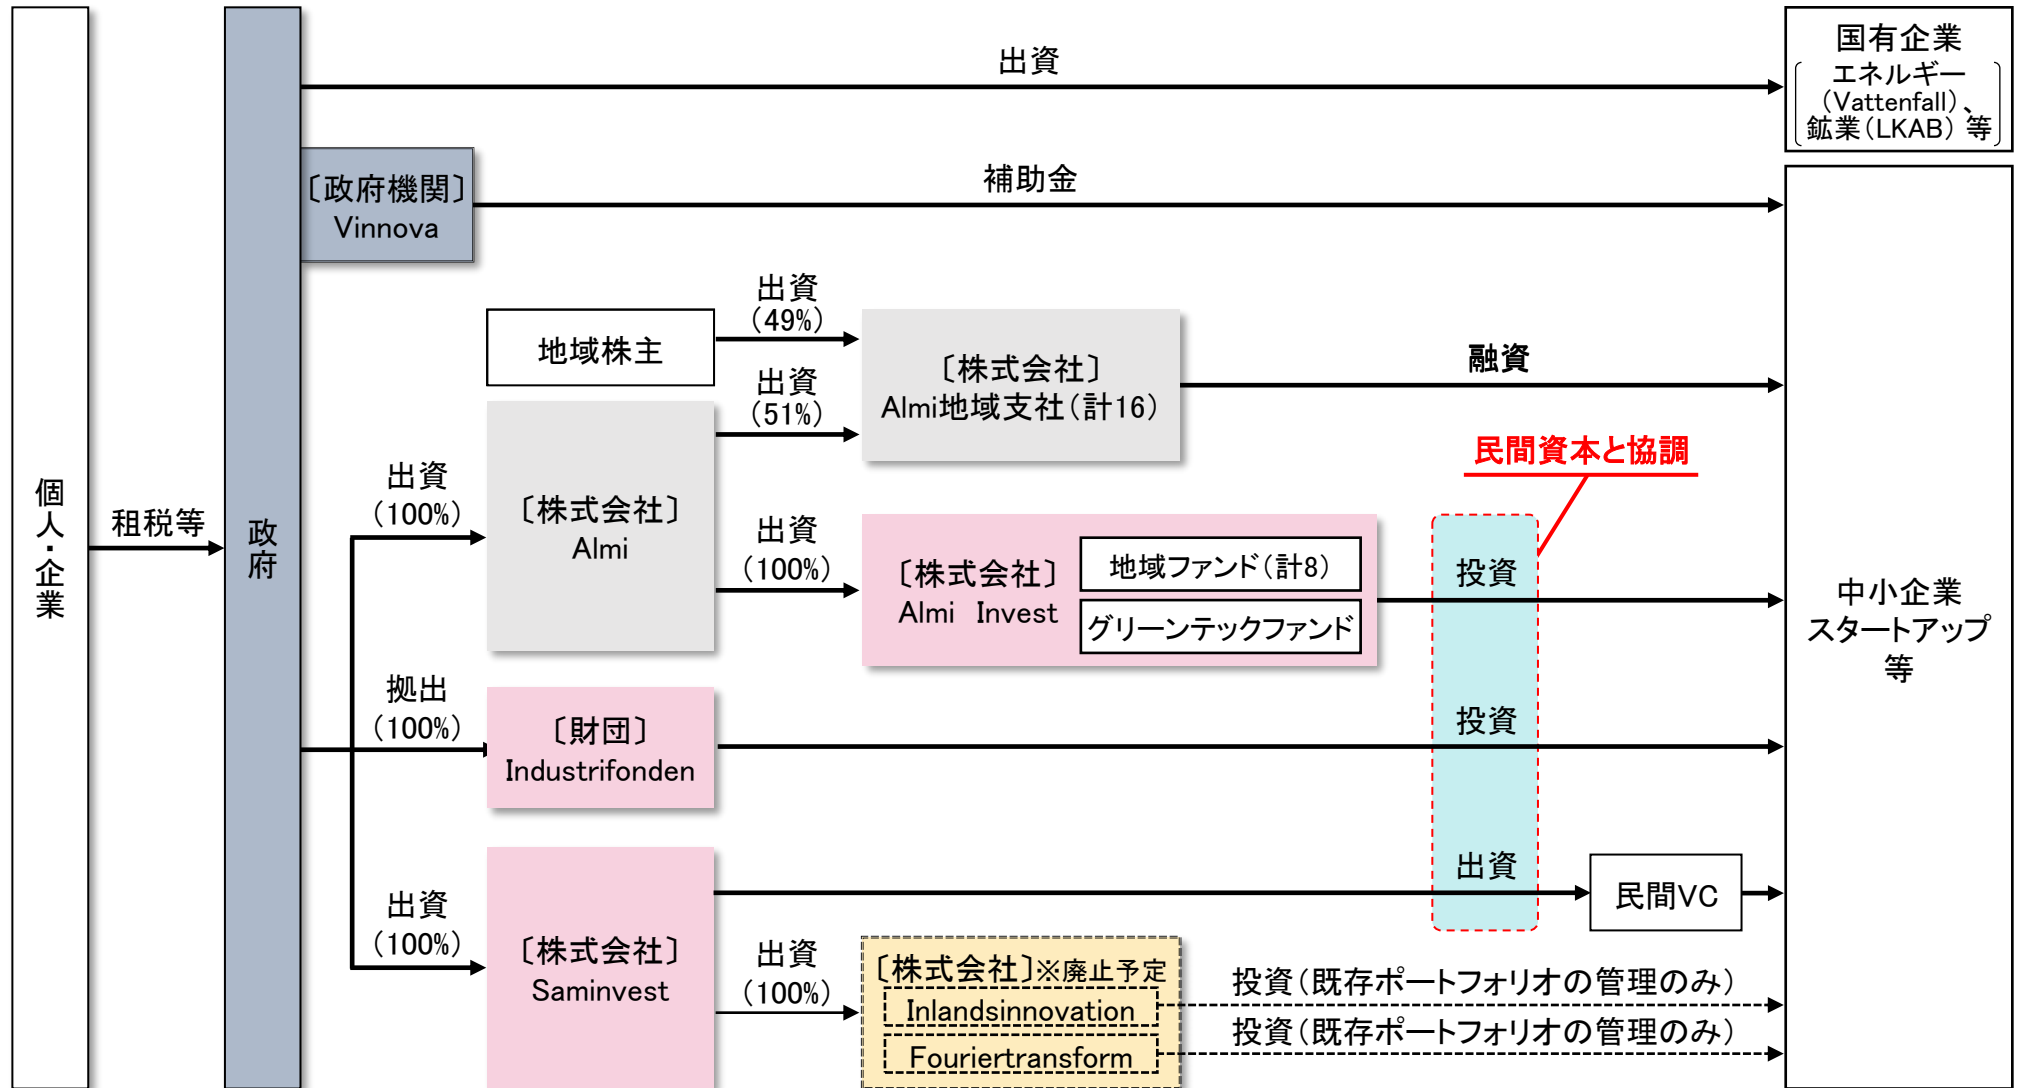 個人・企業
租税等
政府
出資
国有企業
エネルギー
(Vattenfall)、
鉱業(LKAB) 等
〔政府機関〕
Vinnova
補助金
地域株主
出資
(49%)
出資
(51%)
〔株式会社〕
Almi地域支社(計16)
融資
民間資本と協調
出資
(100%)
〔株式会社〕
Almi
出資
(100%)
〔株式会社〕
Almi Invest
地域ファンド(計8)
グリーンテックファンド
投資
中小企業
スタートアップ
等
拠出
(100%)
〔財団〕
Industrifonden
投資
出資
(100%)
〔株式会社〕
Saminvest
出資
民間VC
出資
(100%)
〔株式会社〕※廃止予定
Inlandsinnovation
Fouriertransform
投資(既存ポートフォリオの管理のみ)
投資(既存ポートフォリオの管理のみ)